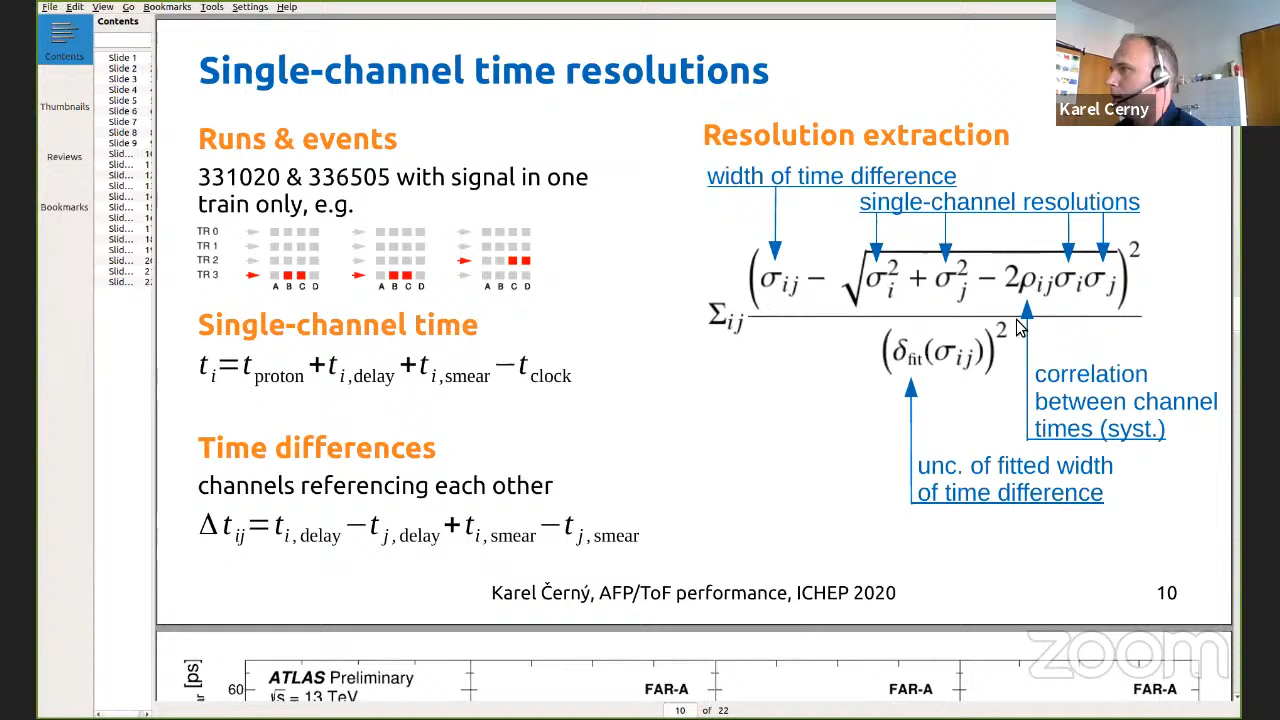 File Edit View Go Bookmarks Tools Settings Help
Contents
Contents
Thumbnails
Reviews
Bookmarks
Slide 1
Slide 2
Slide 3
Slide 4
Slide 5
Slide 6
Slide 7
Slide 8
Slide 9
Slid... 10
Slid...
Slid...
Slid...
Slid...
Slid...
Slid...
Slid...
Slid...
Slid...
Slid...
Slid...
Slid...
Single-channel time resolutions
Runs & events
331020 & 336505 with signal in one
train only, e.g.
TR 0
TR 1
TR 2
TR 3
A B C D A B C D A B C D
Single-channel time
t_i=t_proton+t_i,delay+t_i,smear−t_clock
Time differences
channels referencing each other
Δt_ij=t_i,delay−t_j,delay+t_i,smear−t_j,smear
Karel Cerny
Resolution extraction
width of time difference
single-channel resolutions
Σ_ij (σ_ij − √(σ_i² + σ_j² − 2ρ_ijσ_iσ_j))² / (δ_fit(σ_ij))²
correlation
between channel
times (syst.)
unc. of fitted width
of time difference
Karel Černý, AFP/ToF performance, ICHEP 2020 10
ATLAS Preliminary
√s = 13 TeV
[ps]
60
FAR-A FAR-A FAR-A
zoom
10 of 22